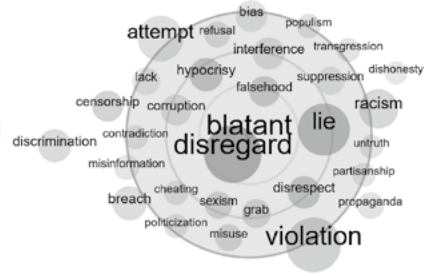 bias
populism
attempt
refusal
interference
transgression
hypocrisy
dishonesty
lack
suppression
falsehood
censorship
corruption
racism
blatant
lie
contradiction
discrimination
disregard
untruth
misinformation
partisanship
cheating
disrespect
breach
sexism
propaganda
grab
politicization
misuse
violation